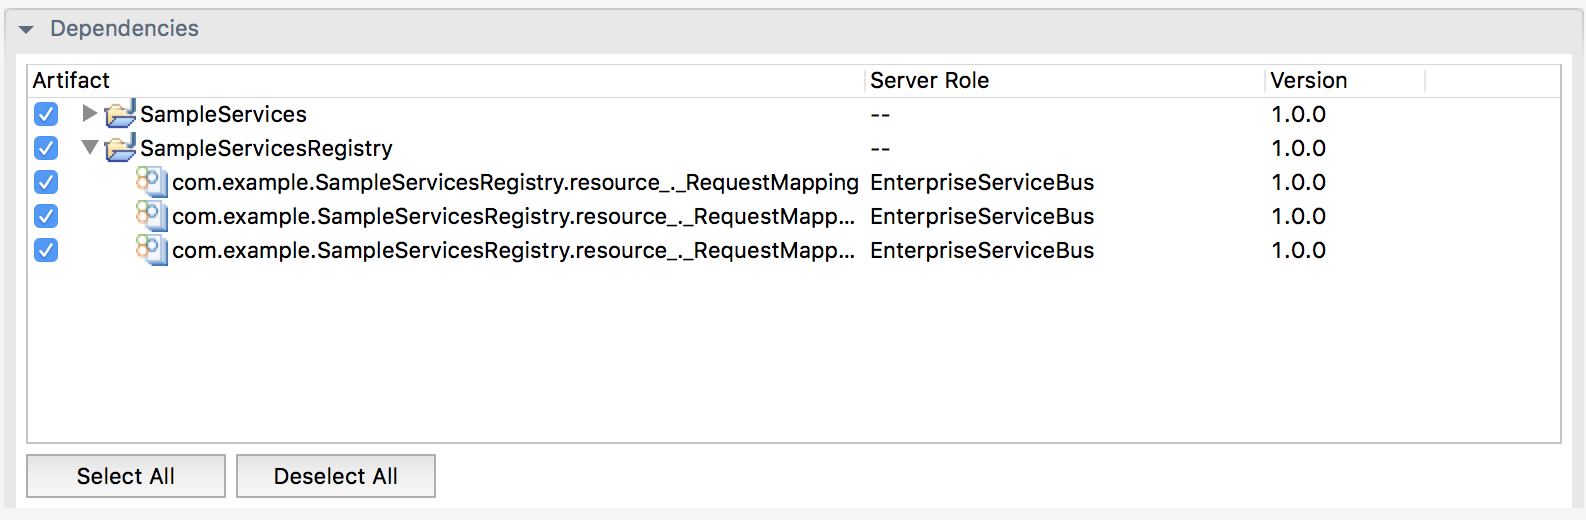 Dependencies
Artifact Server Role Version
SampleServices -- 1.0.0
SampleServicesRegistry -- 1.0.0
com.example.SampleServicesRegistry.resource_._RequestMapping EnterpriseServiceBus 1.0.0
com.example.SampleServicesRegistry.resource_._RequestMapp... EnterpriseServiceBus 1.0.0
com.example.SampleServicesRegistry.resource_._RequestMapp... EnterpriseServiceBus 1.0.0
Select All Deselect All